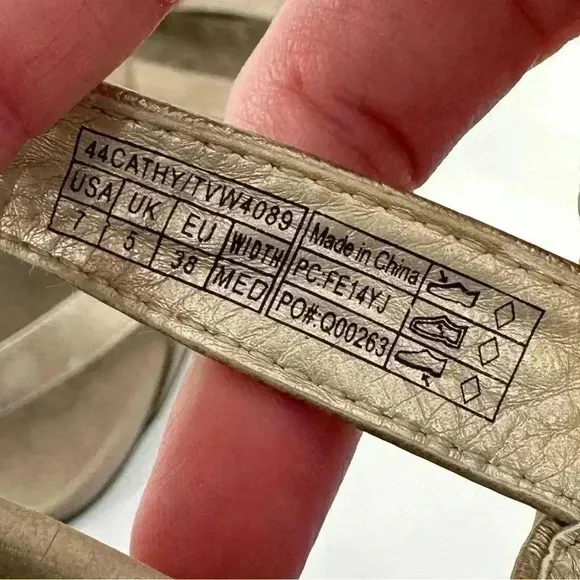 44CATHY/TVW4089
USA UK EU WIDTH
7 5 38 MED
Made in China
PC:FE14YJ
PO#:Q00263